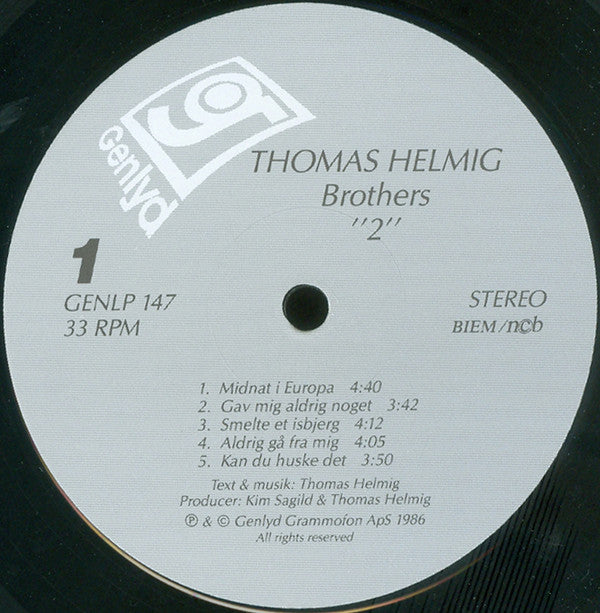 Genlyd
THOMAS HELMIG
Brothers
"2"
1
GENLP 147
33 RPM
STEREO
BIEM/ncb
1. Midnat i Europa 4:40
2. Gav mig aldrig noget 3:42
3. Smelte et isbjerg 4:12
4. Aldrig gå fra mig 4:05
5. Kan du huske det 3:50
Text & musik: Thomas Helmig
Producer: Kim Sagild & Thomas Helmig
℗ & © Genlyd Grammofon ApS 1986
All rights reserved